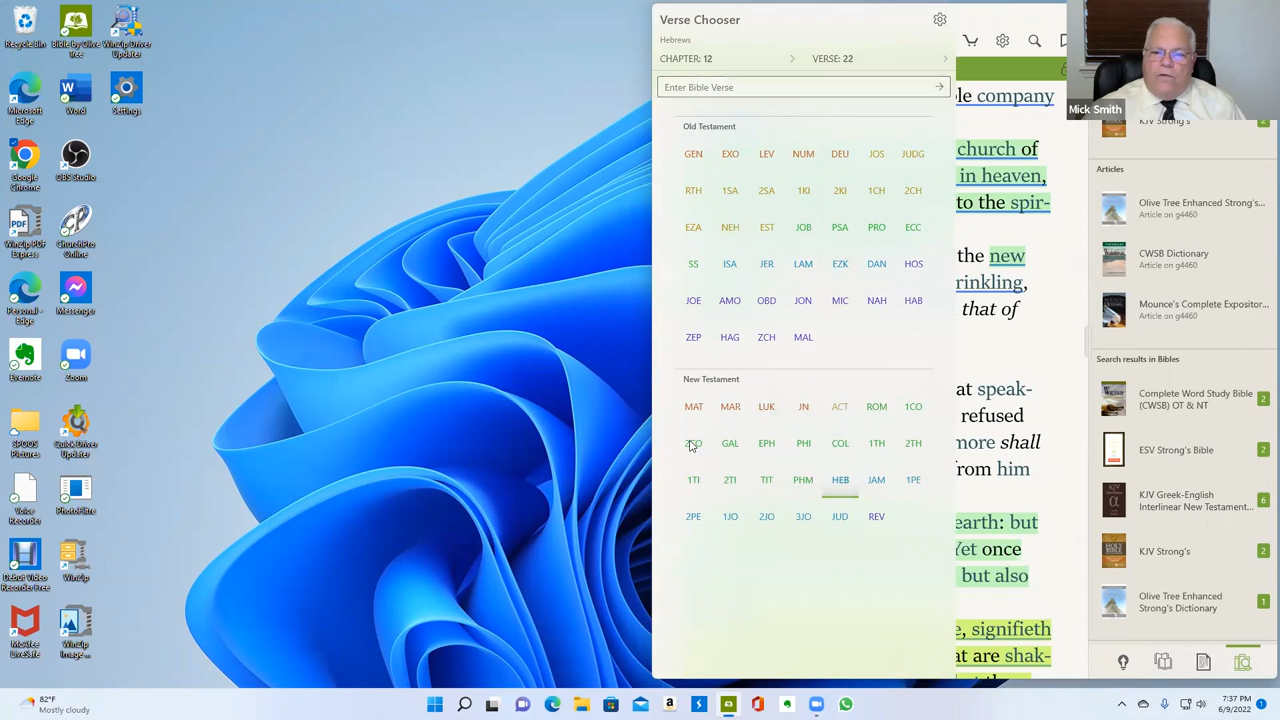 Recycle Bin
Bible by Olive
Tree
WinZip Driver
Updater
Microsoft
Edge
Word
Settings
Google
Chrome
OBS Studio
WinZip PDF
Express
ChurchPro
Online
Personal -
Edge
Messenger
Evernote
Zoom
SPOOS
Pictures
Quick Driver
Updater
Voice
Recorder
PhotoFiltre
Debut Video
Recorder Free
WinZip
McAfee
LiveSafe
WinZip
Image ...
Verse Chooser
Hebrews
CHAPTER: 12
VERSE: 22
Enter Bible Verse
Old Testament
GEN EXO LEV NUM DEU JOS JUDG
RTH 1SA 2SA 1KI 2KI 1CH 2CH
EZA NEH EST JOB PSA PRO ECC
SS ISA JER LAM EZK DAN HOS
JOE AMO OBD JON MIC NAH HAB
ZEP HAG ZCH MAL
New Testament
MAT MAR LUK JN ACT ROM 1CO
2CO GAL EPH PHI COL 1TH 2TH
1TI 2TI TIT PHM HEB JAM 1PE
2PE 1JO 2JO 3JO JUD REV
le company
church of
in heaven,
to the spir-
the new
rinkling,
that of
at speak-
refused
more shall
from him
earth: but
Yet once
but also
e, signifieth
at are shak-
Mick Smith
KJV Strong's
2
Articles
Olive Tree Enhanced Strong's...
Article on g4460
CWSB Dictionary
Article on g4460
Mounce's Complete Expositor...
Article on g4460
Search results in Bibles
Complete Word Study Bible
(CWSB) OT & NT
2
ESV Strong's Bible
2
KJV Greek-English
Interlinear New Testament...
6
KJV Strong's
2
Olive Tree Enhanced
Strong's Dictionary
1
82°F
Mostly cloudy
7:37 PM
6/9/2022
1